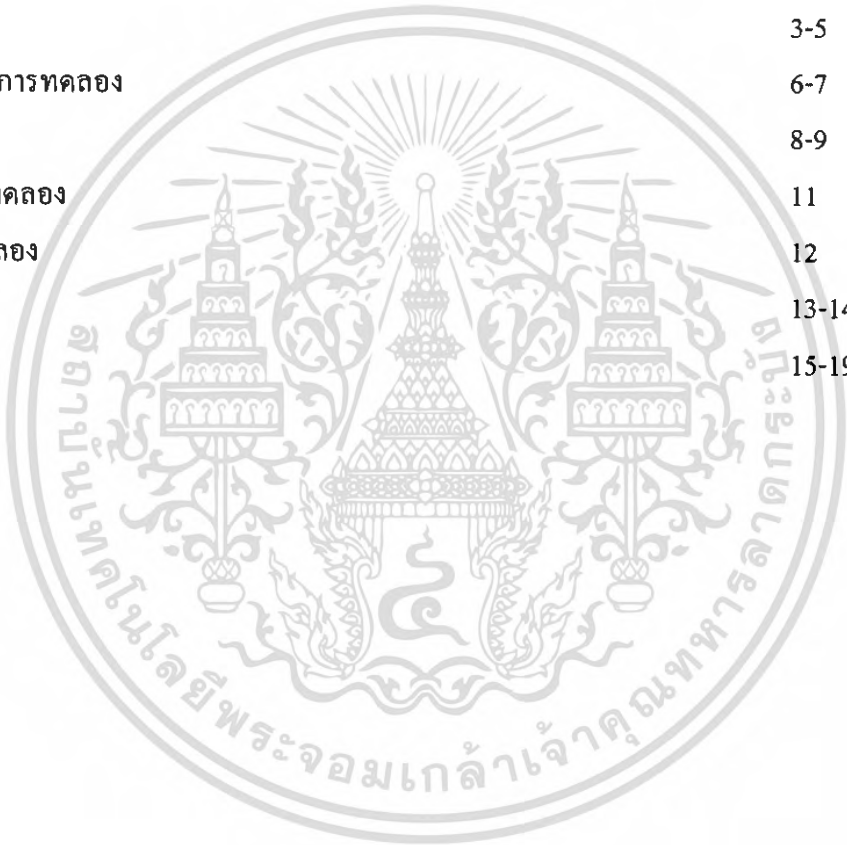 3-5
การทดลอง 6-7
8-9
ทดลอง 11
ลอง 12
13-14
15-19
สถาบันเทคโนโลยีพระจอมเกล้าเจ้าคุณทหารลาดกระบัง